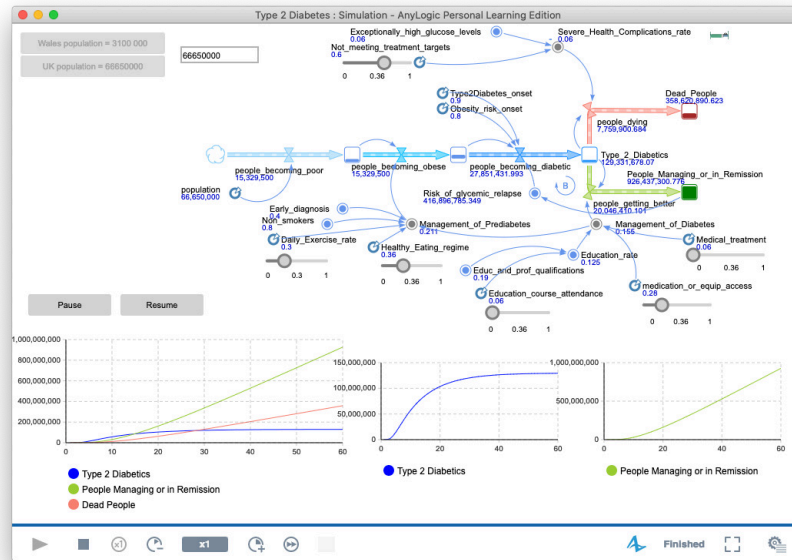 Type 2 Diabetes : Simulation - AnyLogic Personal Learning Edition
Wales population = 3100 000
UK population = 66650000
66650000
Exceptionally_high_glucose_levels
0.06
Severe_Health_Complications_rate
0.06
Not_meeting_treatment_targets
0.6
0 0.36 1
Type2Diabetes_onset
0.9
Obesity_risk_onset
0.8
Dead_People
358,620,890.623
people_dying
7,759,900.684
people_becoming_poor
15,329,500
people_becoming_obese
15,329,500
people_becoming_diabetic
27,851,431.993
Type_2_Diabetics
129,331,678.07
People_Managing_or_in_Remission
926,437,300.776
population
66,650,000
Risk_of_glycemic_relapse
416,896,785.349
B
people_getting_better
20,046,410.101
Early_diagnosis
0.4
Non_smokers
0.8
Management_of_Prediabetes
0.211
Management_of_Diabetes
0.155
Daily_Exercise_rate
0.3
0 0.36 1
Healthy_Eating_regime
0.36
0 0.36 1
Education_rate
0.125
Medical_treatment
0.06
0 0.36 1
Educ_and_prof_qualifications
0.19
Education_course_attendance
0.06
0 0.36 1
medication_or_equip_access
0.28
0 0.36 1
Pause
Resume
1,000,000,000
800,000,000
600,000,000
400,000,000
200,000,000
0
0 10 20 30 40 50 60
Type 2 Diabetics
People Managing or in Remission
Dead People
150,000,000
100,000,000
50,000,000
0
0 20 40 60
Type 2 Diabetics
1,000,000,000
500,000,000
0
0 20 40 60
People Managing or in Remission
x1
x1
Finished